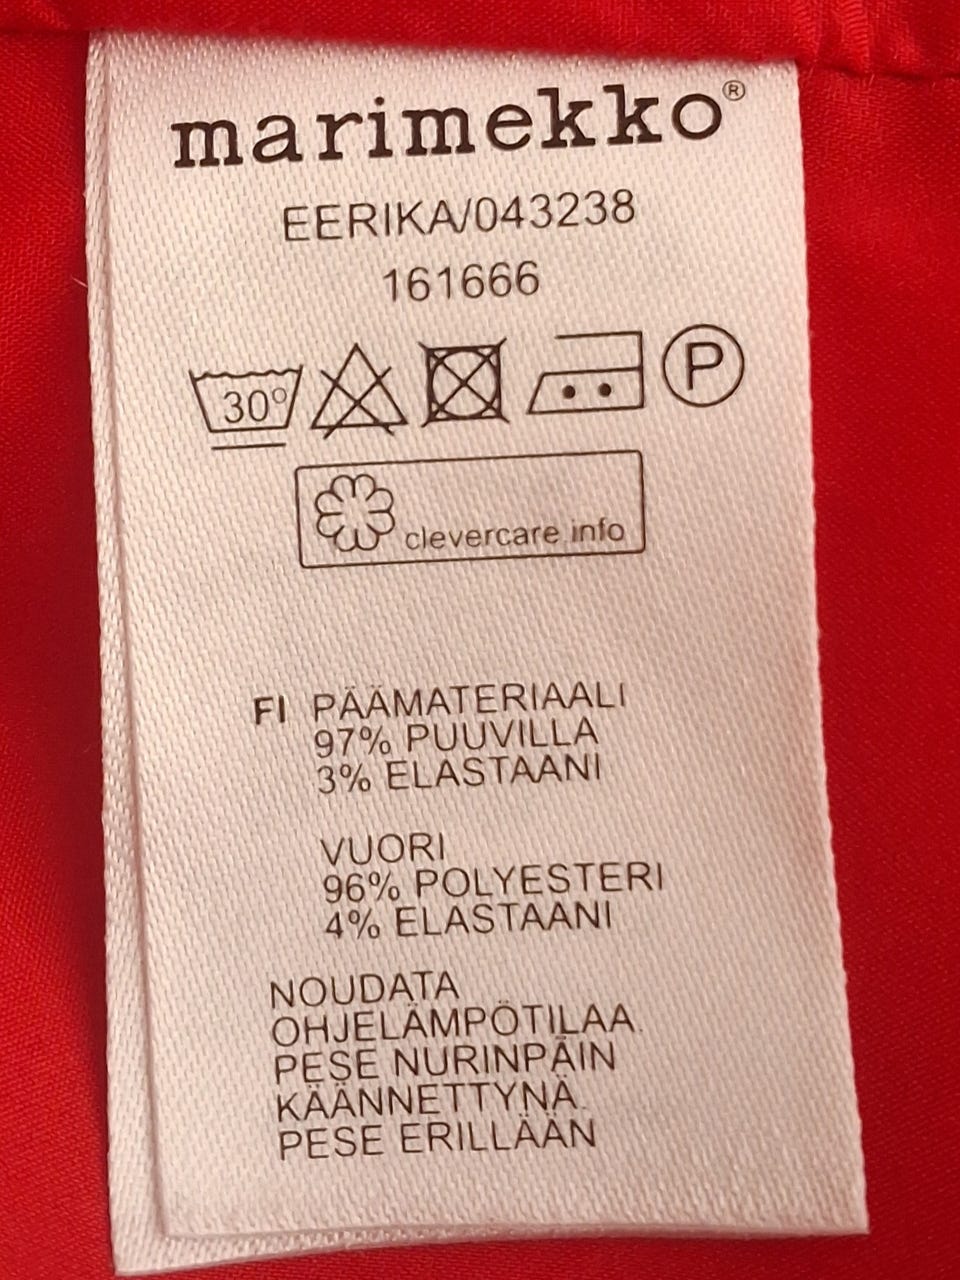 marimekko®
EERIKA/043238
161666
30° P
clevercare.info
FI PÄÄMATERIAALI
97% PUUVILLA
3% ELASTAANI
VUORI
96% POLYESTERI
4% ELASTAANI
NOUDATA
OHJELÄMPÖTILAA.
PESE NURINPÄIN
KÄÄNNETTYNÄ.
PESE ERILLÄÄN